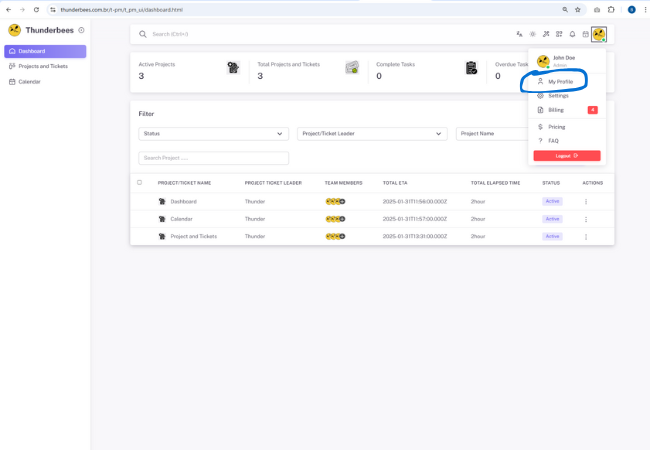 thunderbees.com.br/t-pm/t_pm_ui/dashboard.html
Thunderbees
Dashboard
Projects and Tickets
Calendar
Search (Ctrl+/)
Active Projects
3
Total Projects and Tickets
3
Complete Tasks
0
Overdue Task
0
John Doe
Admin
My Profile
Settings
Billing 4
Pricing
FAQ
Logout
Filter
Status
Project/Ticket Leader
Project Name
Search Project .....
PROJECT/TICKET NAME PROJECT TICKET LEASER TEAM MEMBERS TOTAL ETA TOTAL ELAPSED TIME STATUS ACTIONS
Dashboard Thunder 2025-01-31T11:56:00.000Z 2hour Active
Calander Thunder 2025-01-31T11:57:00.000Z 2hour Active
Project and Tickets Thunder 2025-01-31T13:31:00.000Z 2hour Active